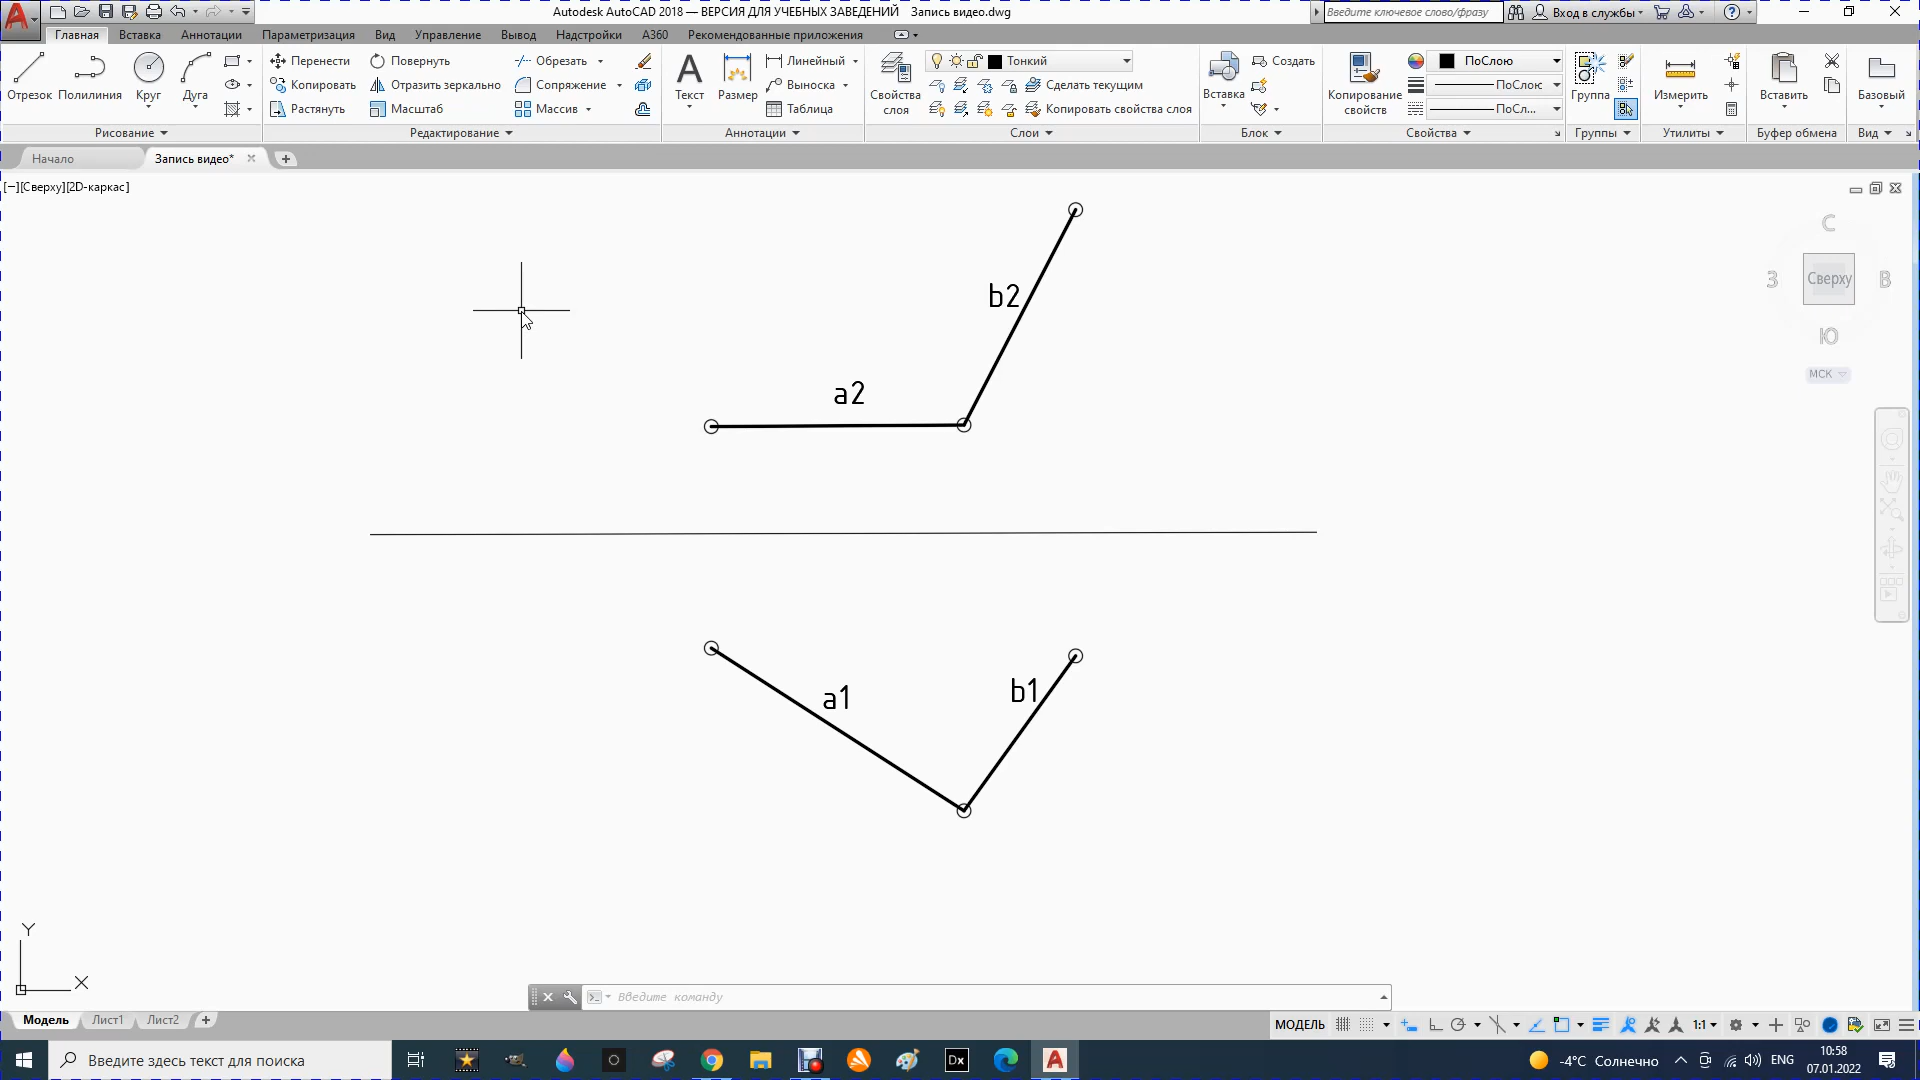 Autodesk AutoCAD 2018 — ВЕРСИЯ ДЛЯ УЧЕБНЫХ ЗАВЕДЕНИЙ Запись видео.dwg
Введите ключевое слово/фразу
Вход в службы
Главная Вставка Аннотации Параметризация Вид Управление Вывод Надстройки A360 Рекомендованные приложения
Перенести Повернуть Обрезать Линейный Тонкий Создать ПоСлою
Копировать Отразить зеркально Сопряжение Выноска Сделать текущим ПоСлою
Отрезок Полилиния Круг Дуга Текст Размер Свойства слоя Вставка Копирование свойств Группа Измерить Вставить Базовый
Растянуть Масштаб Массив Таблица Копировать свойства слоя ПоСл...
Рисование Редактирование Аннотации Слои Блок Свойства Группы Утилиты Буфер обмена Вид
Начало Запись видео*
[−][Сверху][2D-каркас]
С
З Сверху В
Ю
МСК
b2
a2
a1
b1
Y
X
Введите команду
Модель Лист1 Лист2
МОДЕЛЬ 1:1
Введите здесь текст для поиска
Dx
-4°C Солнечно
ENG
10:58
07.01.2022